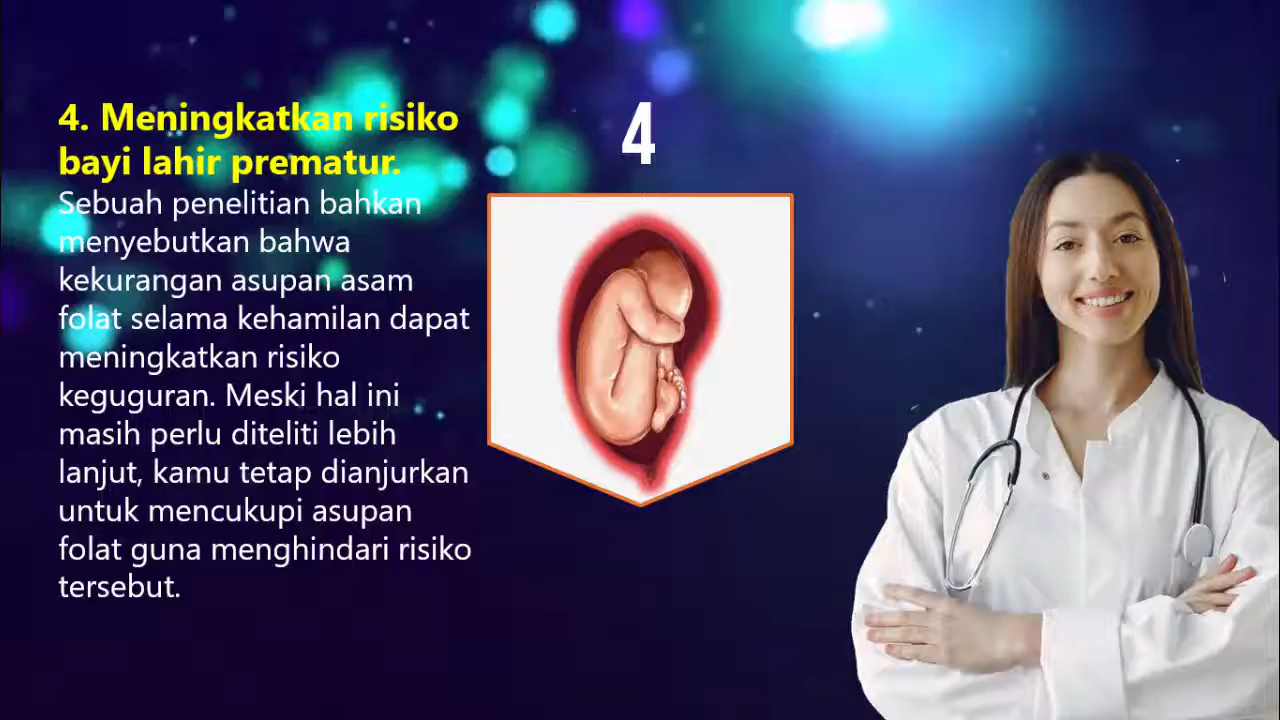 4. Meningkatkan risiko
bayi lahir prematur.
Sebuah penelitian bahkan
menyebutkan bahwa
kekurangan asupan asam
folat selama kehamilan dapat
meningkatkan risiko
keguguran. Meski hal ini
masih perlu diteliti lebih
lanjut, kamu tetap dianjurkan
untuk mencukupi asupan
folat guna menghindari risiko
tersebut.
4